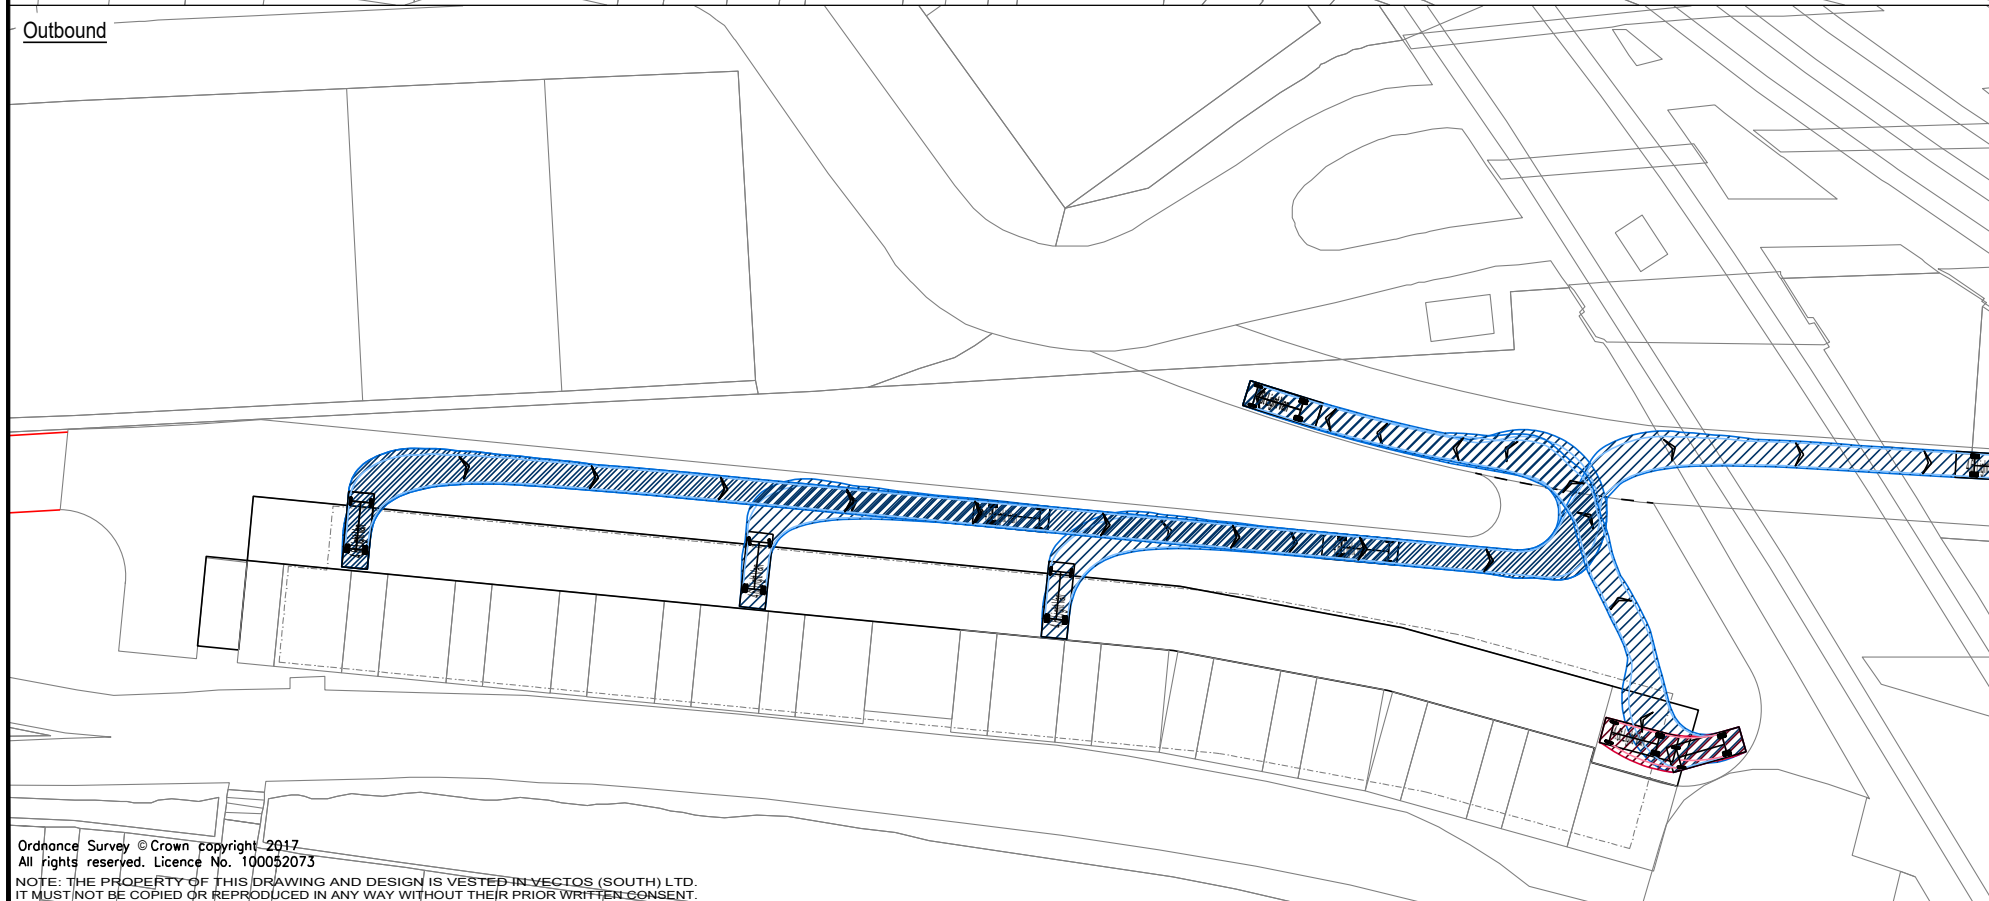 Outbound
Ordnance Survey © Crown copyright 2017
All rights reserved. Licence No. 100052073
NOTE: THE PROPERTY OF THIS DRAWING AND DESIGN IS VESTED IN VECTOS (SOUTH) LTD.
IT MUST NOT BE COPIED OR REPRODUCED IN ANY WAY WITHOUT THEIR PRIOR WRITTEN CONSENT.